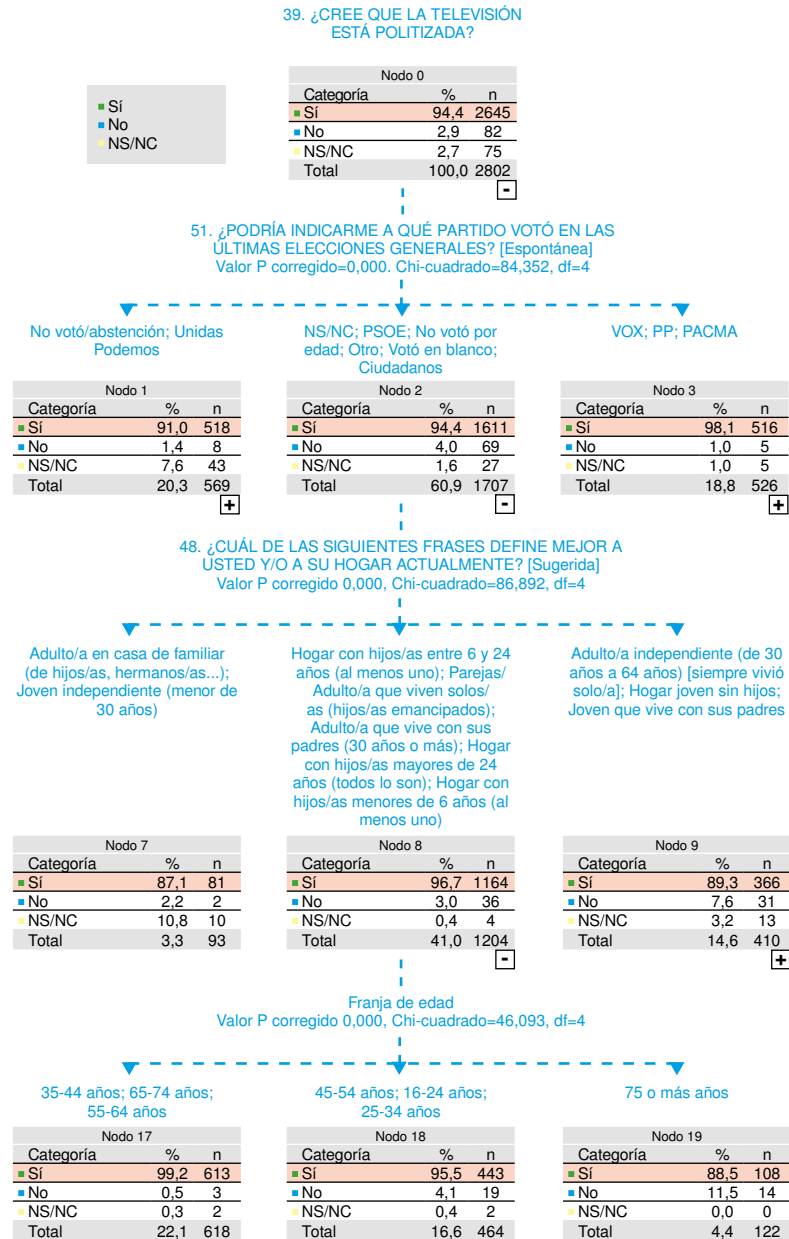 39. ¿CREE QUE LA TELEVISIÓN
ESTÁ POLITIZADA?
Sí
No
NS/NC
Nodo 0
Categoría % n
Sí 94,4 2645
No 2,9 82
NS/NC 2,7 75
Total 100,0 2802
-
51. ¿PODRÍA INDICARME A QUÉ PARTIDO VOTÓ EN LAS
ÚLTIMAS ELECCIONES GENERALES? [Espontánea]
Valor P corregido=0,000. Chi-cuadrado=84,352, df=4
No votó/abstención; Unidas
Podemos
NS/NC; PSOE; No votó por
edad; Otro; Votó en blanco;
Ciudadanos
VOX; PP; PACMA
Nodo 1
Categoría % n
Sí 91,0 518
No 1,4 8
NS/NC 7,6 43
Total 20,3 569
+
Nodo 2
Categoría % n
Sí 94,4 1611
No 4,0 69
NS/NC 1,6 27
Total 60,9 1707
-
Nodo 3
Categoría % n
Sí 98,1 516
No 1,0 5
NS/NC 1,0 5
Total 18,8 526
+
48. ¿CUÁL DE LAS SIGUIENTES FRASES DEFINE MEJOR A
USTED Y/O A SU HOGAR ACTUALMENTE? [Sugerida]
Valor P corregido 0,000, Chi-cuadrado=86,892, df=4
Adulto/a en casa de familiar
(de hijos/as, hermanos/as...);
Joven independiente (menor de
30 años)
Hogar con hijos/as entre 6 y 24
años (al menos uno); Parejas/
Adulto/a que viven solos/
as (hijos/as emancipados);
Adulto/a que vive con sus
padres (30 años o más); Hogar
con hijos/as mayores de 24
años (todos lo son); Hogar con
hijos/as menores de 6 años (al
menos uno)
Adulto/a independiente (de 30
años a 64 años) [siempre vivió
solo/a]; Hogar joven sin hijos;
Joven que vive con sus padres
Nodo 7
Categoría % n
Sí 87,1 81
No 2,2 2
NS/NC 10,8 10
Total 3,3 93
Nodo 8
Categoría % n
Sí 96,7 1164
No 3,0 36
NS/NC 0,4 4
Total 41,0 1204
-
Nodo 9
Categoría % n
Sí 89,3 366
No 7,6 31
NS/NC 3,2 13
Total 14,6 410
+
Franja de edad
Valor P corregido 0,000, Chi-cuadrado=46,093, df=4
35-44 años; 65-74 años;
55-64 años
45-54 años; 16-24 años;
25-34 años
75 o más años
Nodo 17
Categoría % n
Sí 99,2 613
No 0,5 3
NS/NC 0,3 2
Total 22,1 618
Nodo 18
Categoría % n
Sí 95,5 443
No 4,1 19
NS/NC 0,4 2
Total 16,6 464
Nodo 19
Categoría % n
Sí 88,5 108
No 11,5 14
NS/NC 0,0 0
Total 4,4 122